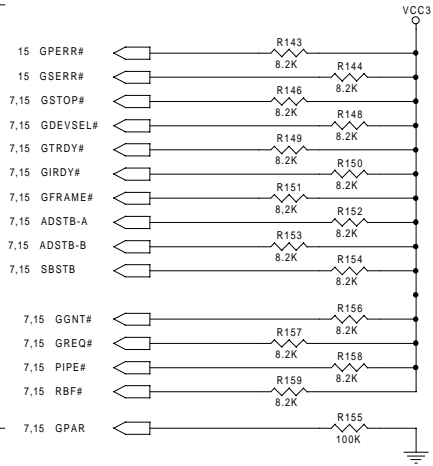 VCC3
15 GPERR# R143 8.2K
15 GSERR# R144 8.2K
7,15 GSTOP# R146 8.2K
7,15 GDEVSEL# R148 8.2K
7,15 GTRDY# R149 8.2K
7,15 GIRDY# R150 8.2K
7,15 GFRAME# R151 8,2K
7,15 ADSTB-A R152 8.2K
7,15 ADSTB-B R153 8.2K
7,15 SBSTB R154 8.2K
7,15 GGNT# R156 8.2K
7,15 GREQ# R157 8.2K
7,15 PIPE# R158 8.2K
7,15 RBF# R159 8.2K
7,15 GPAR R155 100K